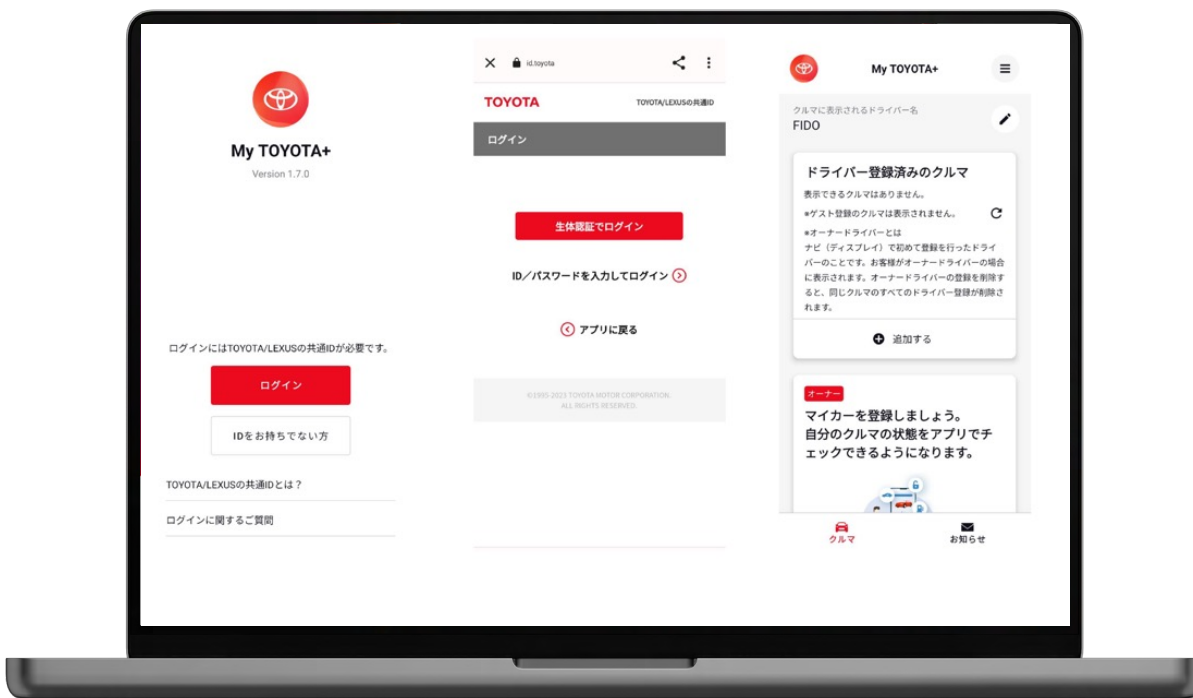 My TOYOTA+
Version 1.7.0
ログインにはTOYOTA/LEXUSの共通IDが必要です。
ログイン
IDをお持ちでない方
TOYOTA/LEXUSの共通IDとは？
ログインに関するご質問
id.toyota
TOYOTA
TOYOTA/LEXUSの共通ID
ログイン
生体認証でログイン
ID／パスワードを入力してログイン
アプリに戻る
©1995-2023 TOYOTA MOTOR CORPORATION.
ALL RIGHTS RESERVED.
My TOYOTA+
クルマに表示されるドライバー名
FIDO
ドライバー登録済みのクルマ
表示できるクルマはありません。
※ゲスト登録のクルマは表示されません。
※オーナードライバーとは
ナビ（ディスプレイ）で初めて登録を行ったドライ
バーのことです。お客様がオーナードライバーの場合
に表示されます。オーナードライバーの登録を削除す
ると、同じクルマのすべてのドライバー登録が削除さ
れます。
追加する
オーナー
マイカーを登録しましょう。
自分のクルマの状態をアプリでチ
ェックできるようになります。
クルマ
お知らせ